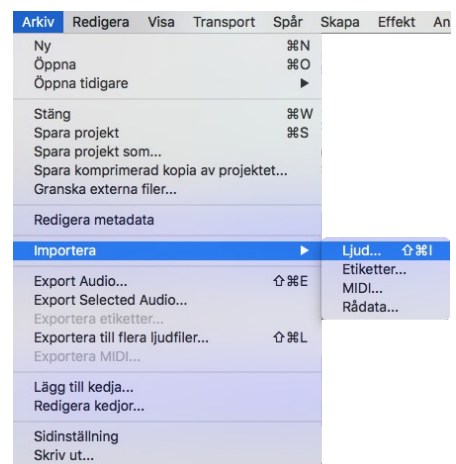 Arkiv Redigera Visa Transport Spår Skapa Effekt An
Ny ⌘N
Öppna ⌘O
Öppna tidigare ▶
Stäng ⌘W
Spara projekt ⌘S
Spara projekt som...
Spara komprimerad kopia av projektet...
Granska externa filer...
Redigera metadata
Importera ▶ Ljud... ⇧⌘I
Etiketter...
MIDI...
Rådata...
Export Audio... ⇧⌘E
Export Selected Audio...
Exportera etiketter...
Exportera till flera ljudfiler... ⇧⌘L
Exportera MIDI...
Lägg till kedja...
Redigera kedjor...
Sidinställning
Skriv ut...